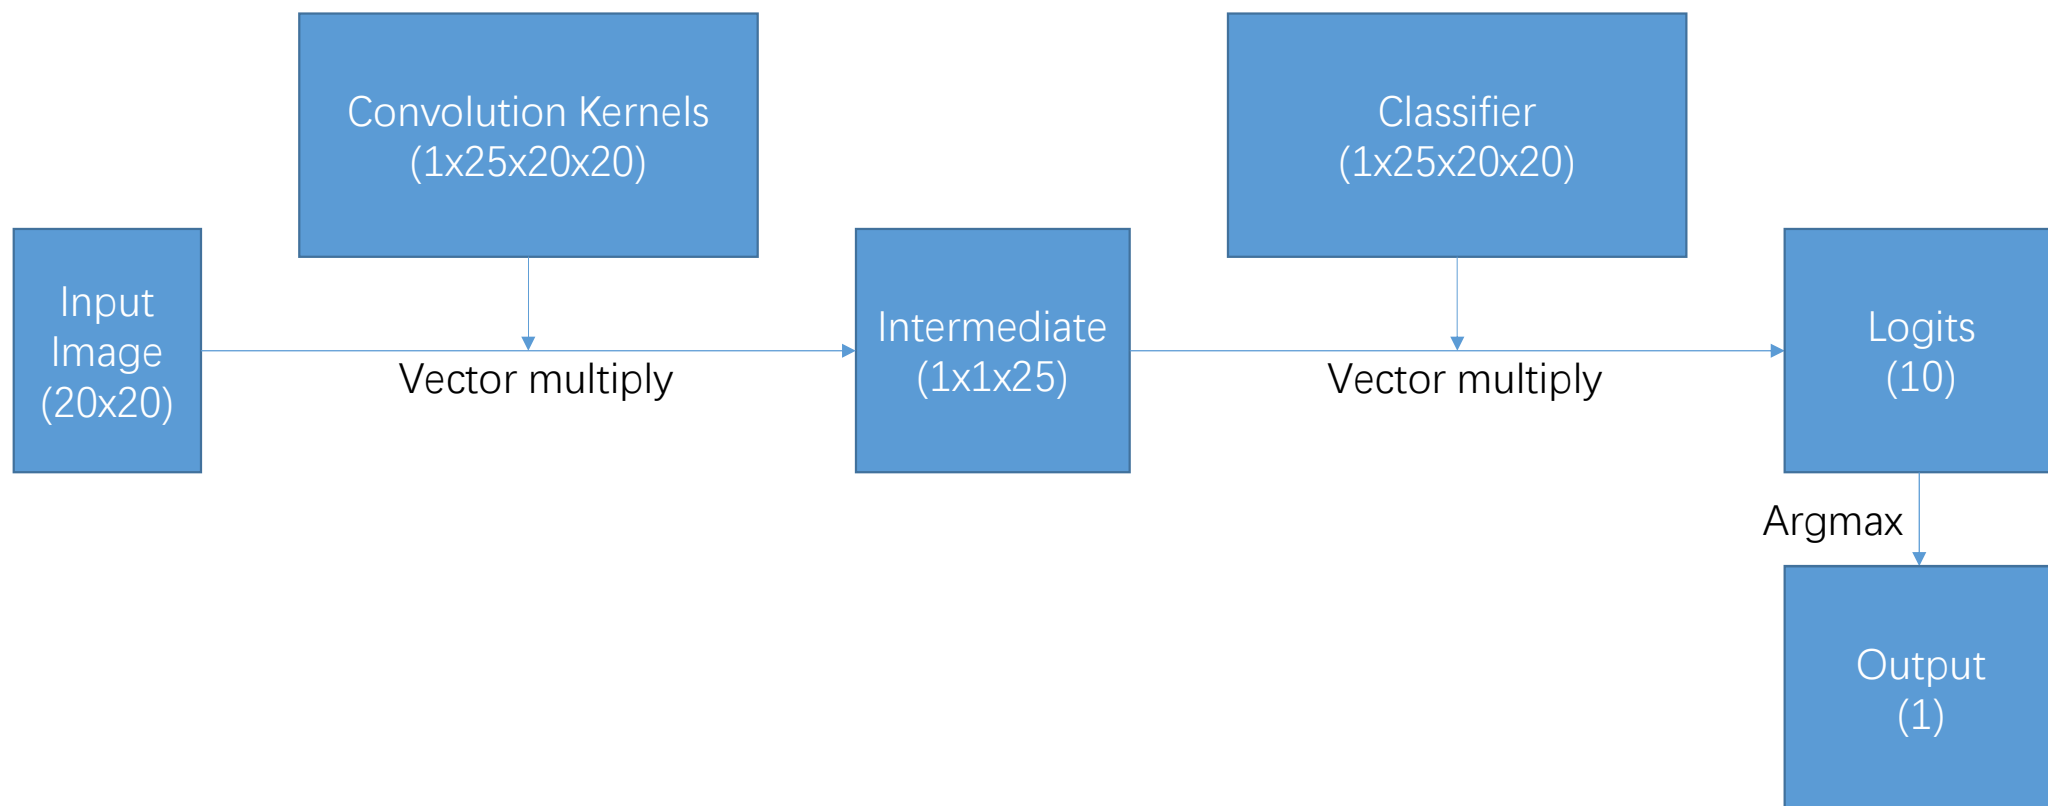 Convolution Kernels
(1x25x20x20)
Classifier
(1x25x20x20)
Input
Image
(20x20)
Vector multiply
Intermediate
(1x1x25)
Vector multiply
Logits
(10)
Argmax
Output
(1)